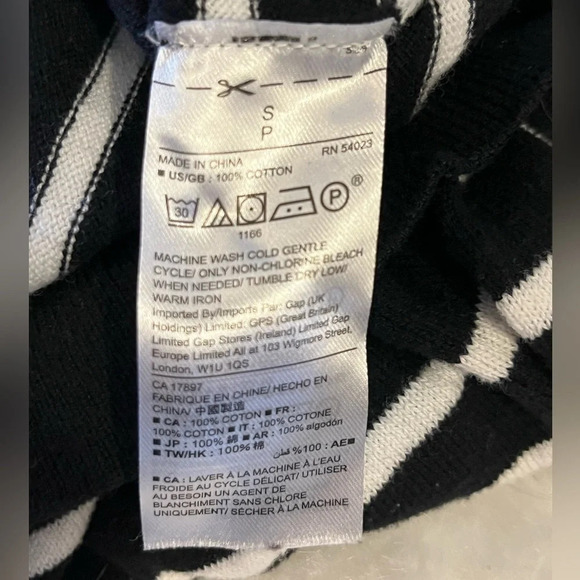 S
P
MADE IN CHINA RN 54023
■ US/GB : 100% COTTON
30 P ®
1166
MACHINE WASH COLD GENTLE
CYCLE/ ONLY NON-CHLORINE BLEACH
WHEN NEEDED/ TUMBLE DRY LOW/
WARM IRON
Imported By/Importés Par: Gap (UK
Holdings) Limited: GPS (Great Britain)
Limited Gap Stores (Ireland) Limited Gap
Europe Limited All at 103 Wigmore Street,
London, W1U 1QS
CA 17897
FABRIQUÉ EN CHINE/ HECHO EN
CHINA/ 中國製造
■ CA : 100% COTON ■ FR :
100% COTON ■ IT : 100% COTONE
■ JP : 100% 綿 ■ AR : 100% algodón
■ TW/HK : 100% 棉
■AE : %100 قطن
■ CA : LAVER À LA MACHINE À L'EAU
FROIDE AU CYCLE DÉLICAT/ UTILISER
AU BESOIN UN AGENT DE
BLANCHIMENT SANS CHLORE
UNIQUEMENT/ SÉCHER À LA MACHINE